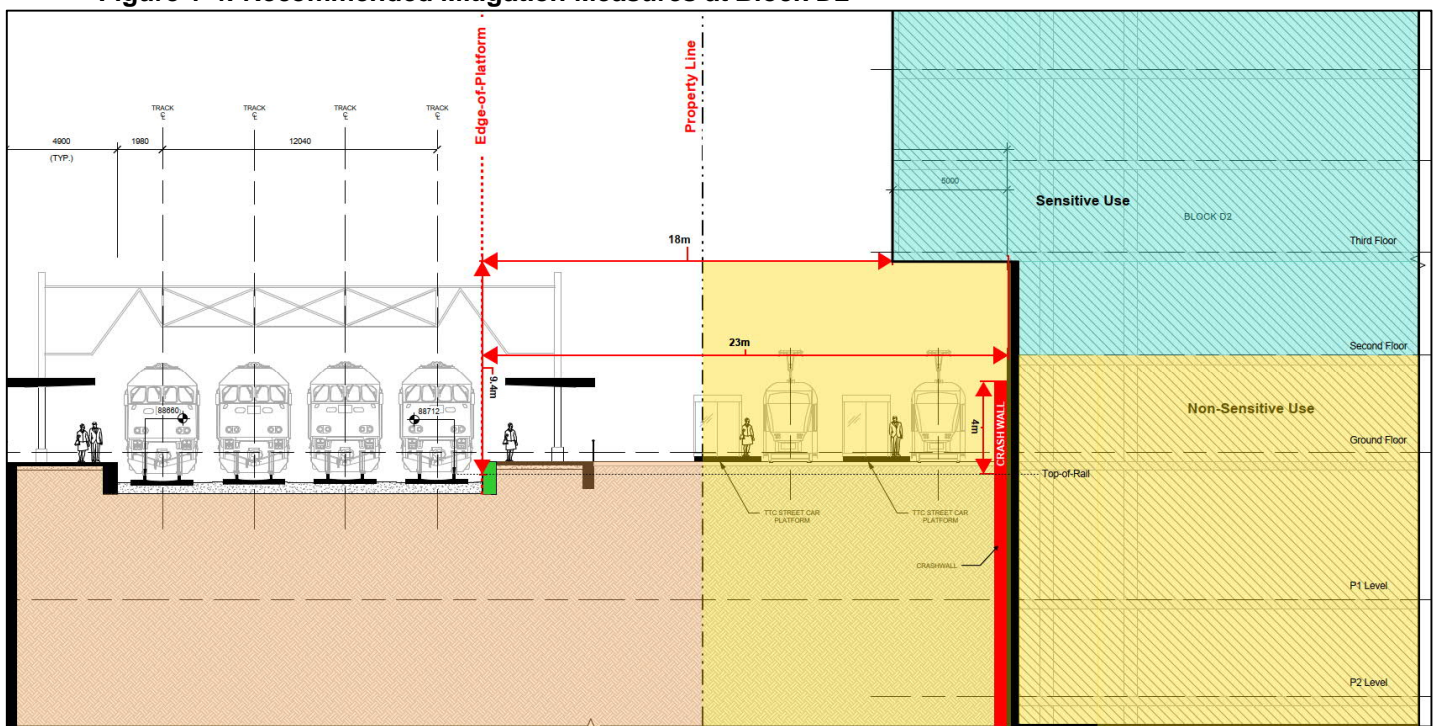 Figure 1-4: Recommended Mitigation Measures at Block D2
Edge-of-Platform
Property Line
TRACK
℄
TRACK
℄
TRACK
℄
TRACK
℄
4900
(TYP.)
1980
12040
5000
Sensitive Use
BLOCK D2
Third Floor
18m
Second Floor
23m
9.4m
88660
88712
4m
CRASH WALL
Non-Sensitive Use
Ground Floor
Top-of-Rail
TTC STREET CAR
PLATFORM
TTC STREET CAR
PLATFORM
CRASHWALL
P1 Level
P2 Level